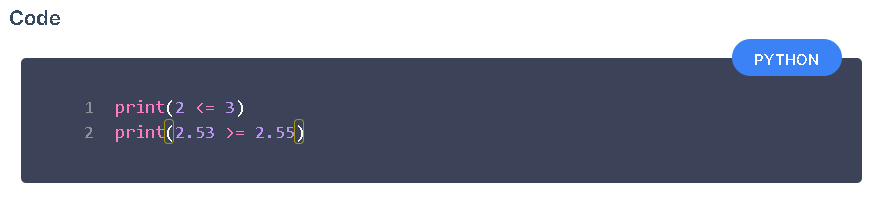 Code
PYTHON
1 print(2 <= 3)
2 print(2.53 >= 2.55)